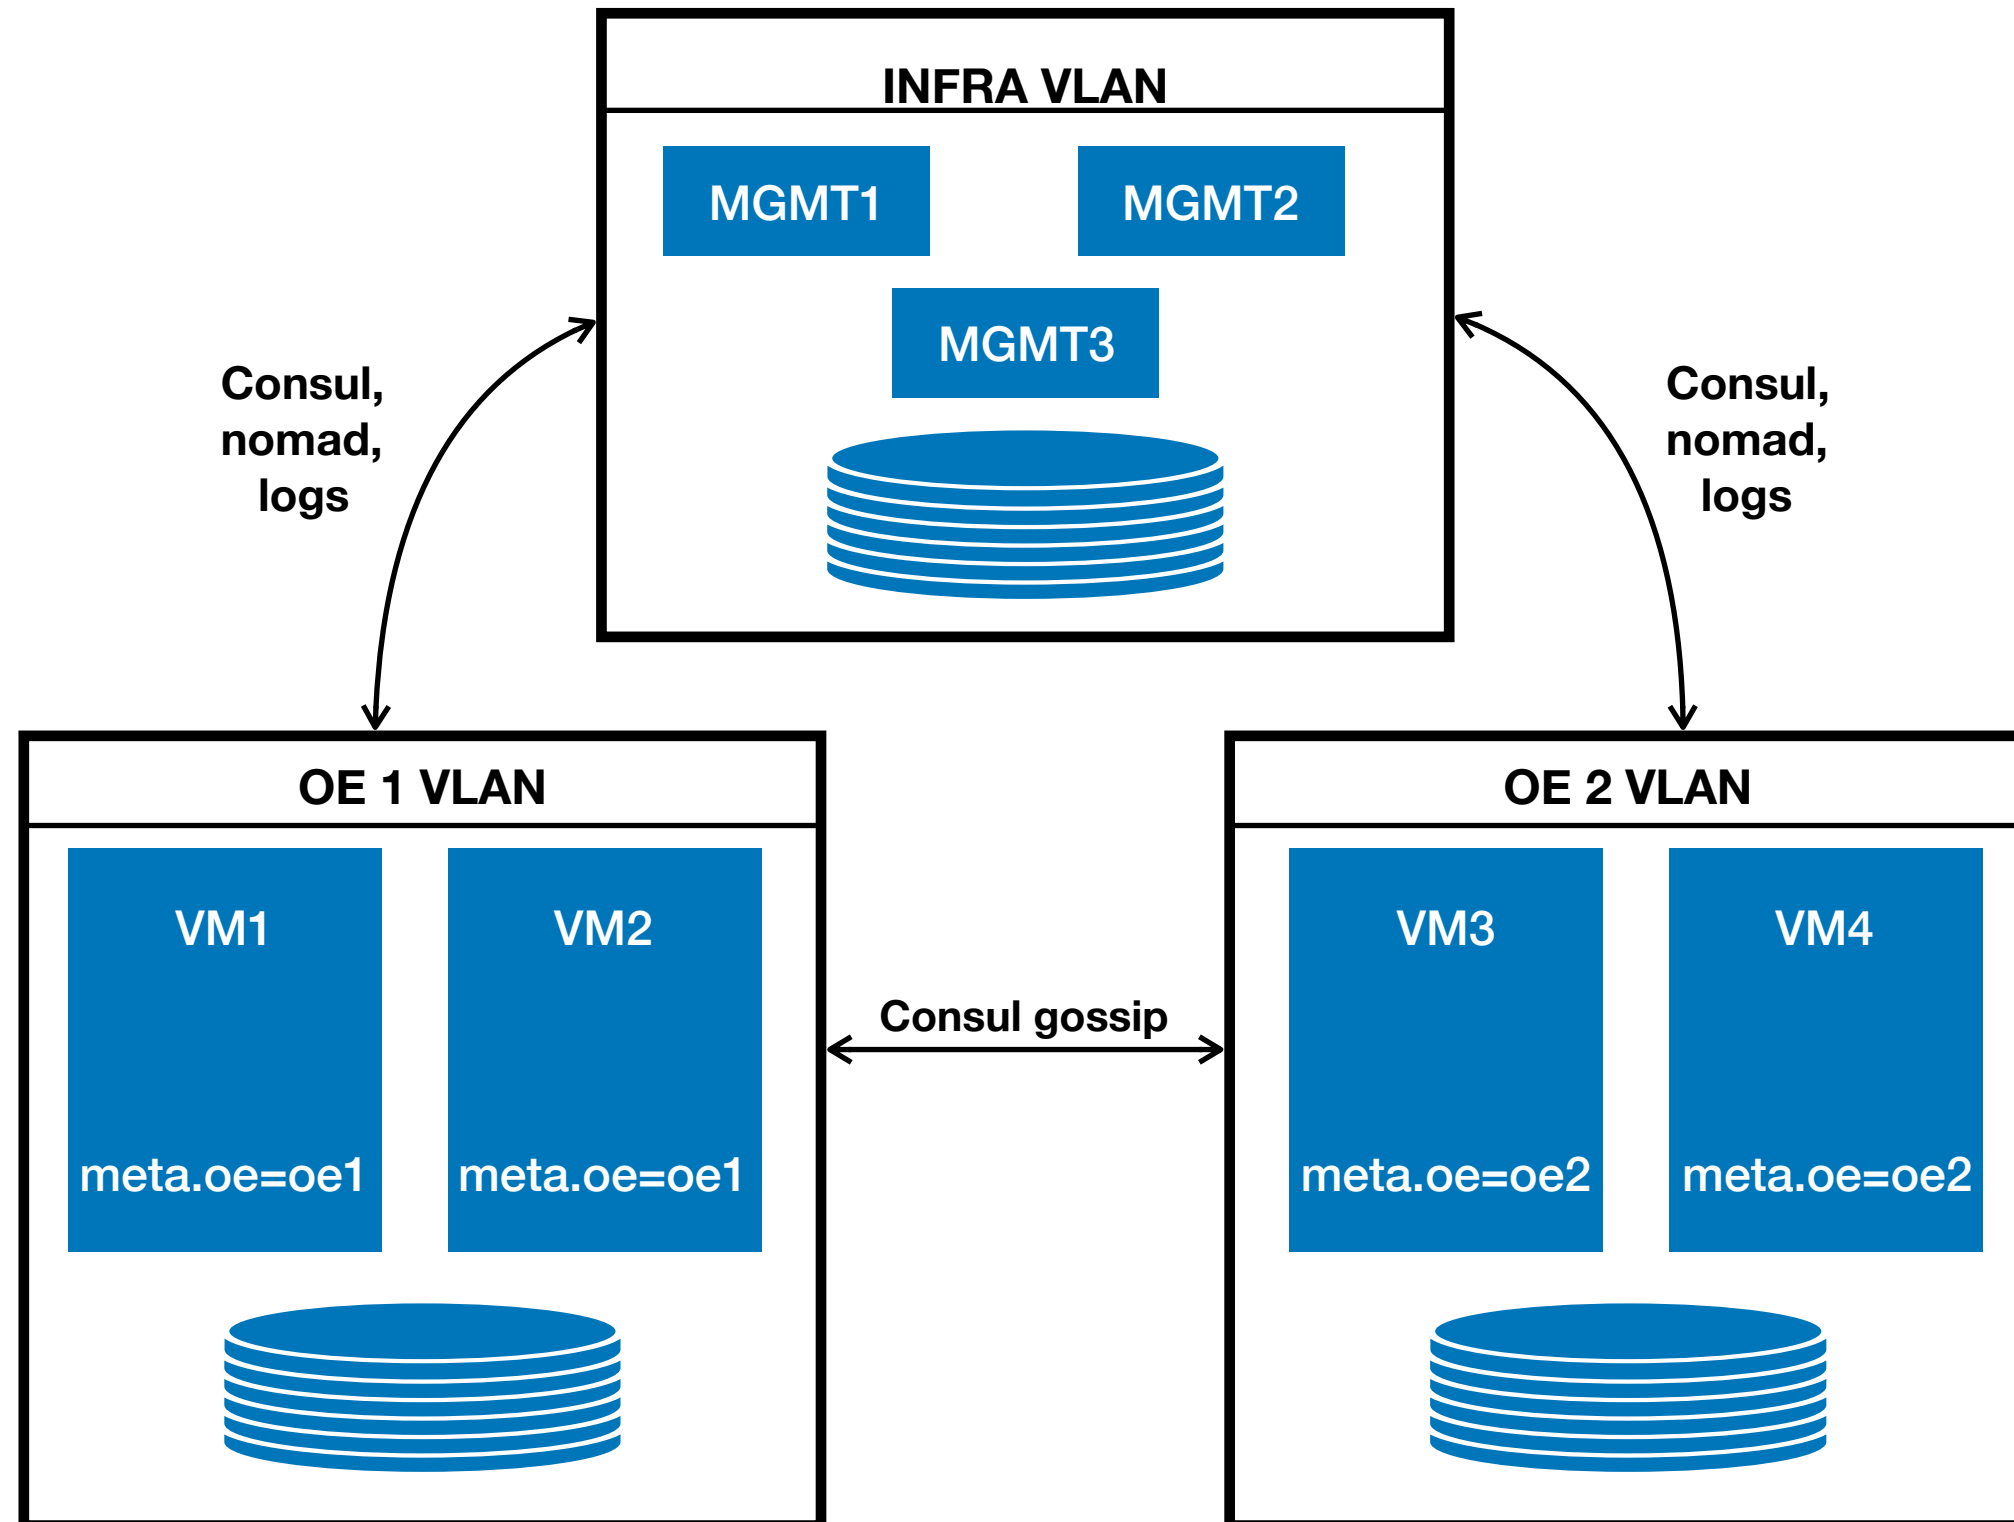 INFRA VLAN
MGMT1
MGMT2
MGMT3
Consul,
nomad,
logs
Consul,
nomad,
logs
OE 1 VLAN
VM1
VM2
meta.oe=oe1
meta.oe=oe1
Consul gossip
OE 2 VLAN
VM3
VM4
meta.oe=oe2
meta.oe=oe2